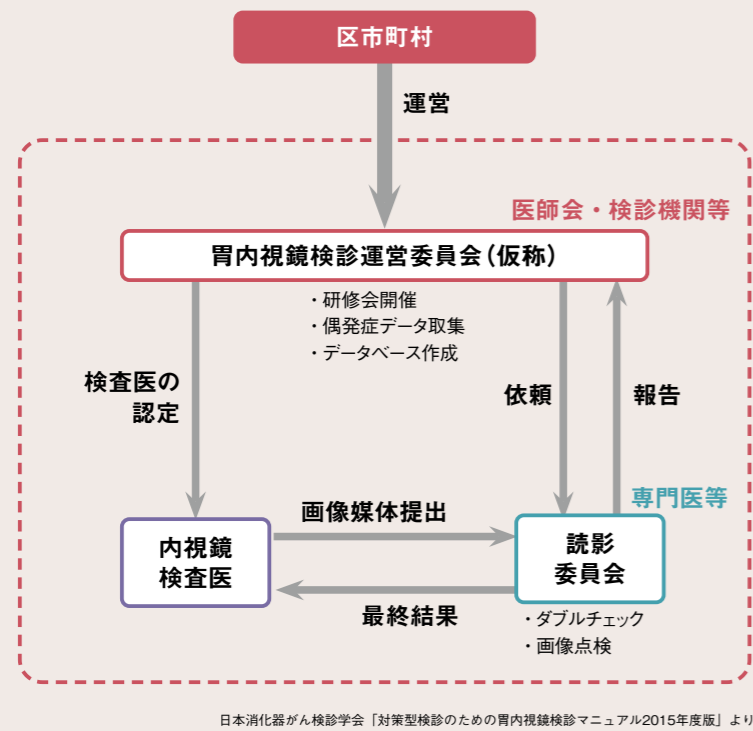 区市町村
運営
医師会・検診機関等
胃内視鏡検診運営委員会(仮称)
・研修会開催
・偶発症データ取集
・データベース作成
検査医の
認定
依頼
報告
専門医等
画像媒体提出
内視鏡
検査医
読影
委員会
最終結果
・ダブルチェック
・画像点検
日本消化器がん検診学会「対策型検診のための胃内視鏡検診マニュアル2015年度版」より